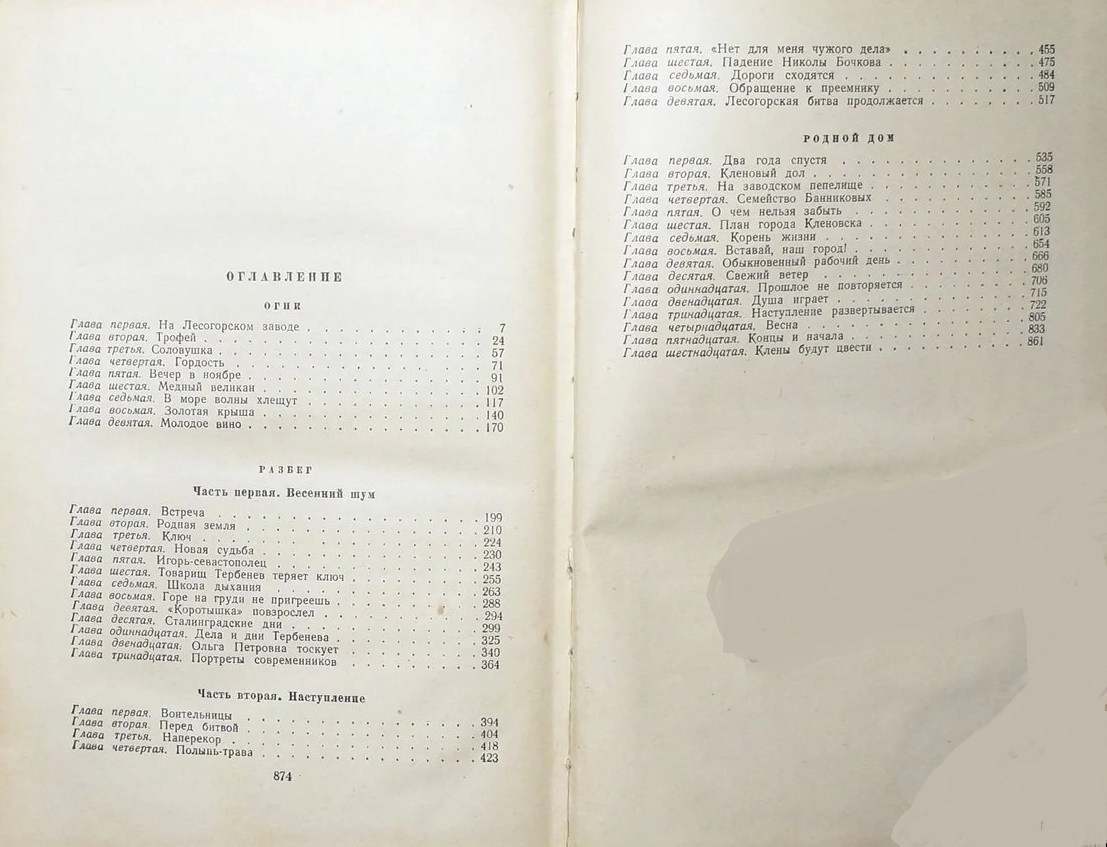 ОГЛАВЛЕНИЕ
ОГНИ
Глава первая. На Лесогорском заводе . . . . . . . . . . . . 7
Глава вторая. Трофей . . . . . . . . . . . . 24
Глава третья. Соловушка . . . . . . . . . . . . 57
Глава четвертая. Гордость . . . . . . . . . . . . 71
Глава пятая. Вечер в ноябре . . . . . . . . . . . . 91
Глава шестая. Медный великан . . . . . . . . . . . . 102
Глава седьмая. В море волны хлещут . . . . . . . . . . . . 117
Глава восьмая. Золотая крыша . . . . . . . . . . . . 140
Глава девятая. Молодое вино . . . . . . . . . . . . 170
РАЗБЕГ
Часть первая. Весенний шум
Глава первая. Встреча . . . . . . . . . . . . 199
Глава вторая. Родная земля . . . . . . . . . . . . 210
Глава третья. Ключ . . . . . . . . . . . . 224
Глава четвертая. Новая судьба . . . . . . . . . . . . 230
Глава пятая. Игорь-севастополец . . . . . . . . . . . . 243
Глава шестая. Товарищ Тербенев теряет ключ . . . . . . . . . . 255
Глава седьмая. Школа дыхания . . . . . . . . . . . . 263
Глава восьмая. Горе на груди не пригреешь . . . . . . . . . . 288
Глава девятая. «Коротышка» повзрослел . . . . . . . . . . 294
Глава десятая. Сталинградские дни . . . . . . . . . . . . 299
Глава одиннадцатая. Дела и дни Тербенева . . . . . . . . . . 325
Глава двенадцатая. Ольга Петровна тоскует . . . . . . . . . . 340
Глава тринадцатая. Портреты современников . . . . . . . . . . 364
Часть вторая. Наступление
Глава первая. Воительницы . . . . . . . . . . . . 394
Глава вторая. Перед битвой . . . . . . . . . . . . 404
Глава третья. Наперекор . . . . . . . . . . . . 418
Глава четвертая. Полынь-трава . . . . . . . . . . . . 423
874
Глава пятая. «Нет для меня чужого дела» . . . . . . . . . . 455
Глава шестая. Падение Николы Бочкова . . . . . . . . . . 475
Глава седьмая. Дороги сходятся . . . . . . . . . . . . 484
Глава восьмая. Обращение к преемнику . . . . . . . . . . 509
Глава девятая. Лесогорская битва продолжается . . . . . . . . 517
РОДНОЙ ДОМ
Глава первая. Два года спустя . . . . . . . . . . . . 535
Глава вторая. Кленовый дол . . . . . . . . . . . . 558
Глава третья. На заводском пепелище . . . . . . . . . . 571
Глава четвертая. Семейство Банниковых . . . . . . . . . . 585
Глава пятая. О чем нельзя забыть . . . . . . . . . . . . 592
Глава шестая. План города Кленовска . . . . . . . . . . 605
Глава седьмая. Корень жизни . . . . . . . . . . . . 613
Глава восьмая. Вставай, наш город! . . . . . . . . . . 654
Глава девятая. Обыкновенный рабочий день . . . . . . . . . . 666
Глава десятая. Свежий ветер . . . . . . . . . . . . 680
Глава одиннадцатая. Прошлое не повторяется . . . . . . . . 706
Глава двенадцатая. Душа играет . . . . . . . . . . . . 715
Глава тринадцатая. Наступление развертывается . . . . . . . . 722
Глава четырнадцатая. Весна . . . . . . . . . . . . 805
Глава пятнадцатая. Концы и начала . . . . . . . . . . 833
Глава шестнадцатая. Клены будут цвести . . . . . . . . . . 861